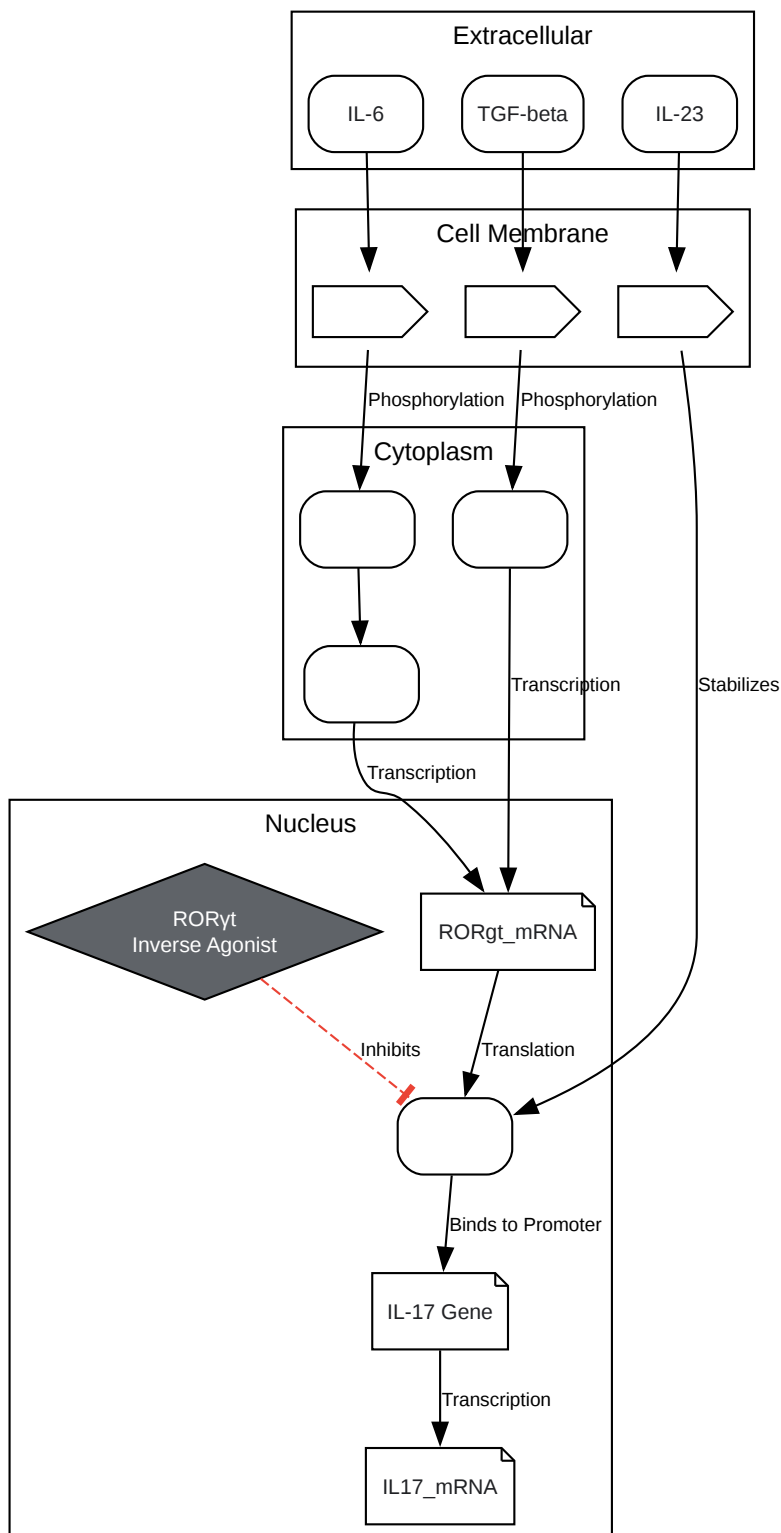 Extracellular
IL-6
TGF-beta
IL-23
Cell Membrane
Phosphorylation
Phosphorylation
Cytoplasm
Transcription
Stabilizes
Transcription
Nucleus
RORγt
Inverse Agonist
RORgt_mRNA
Inhibits
Translation
Binds to Promoter
IL-17 Gene
Transcription
IL17_mRNA